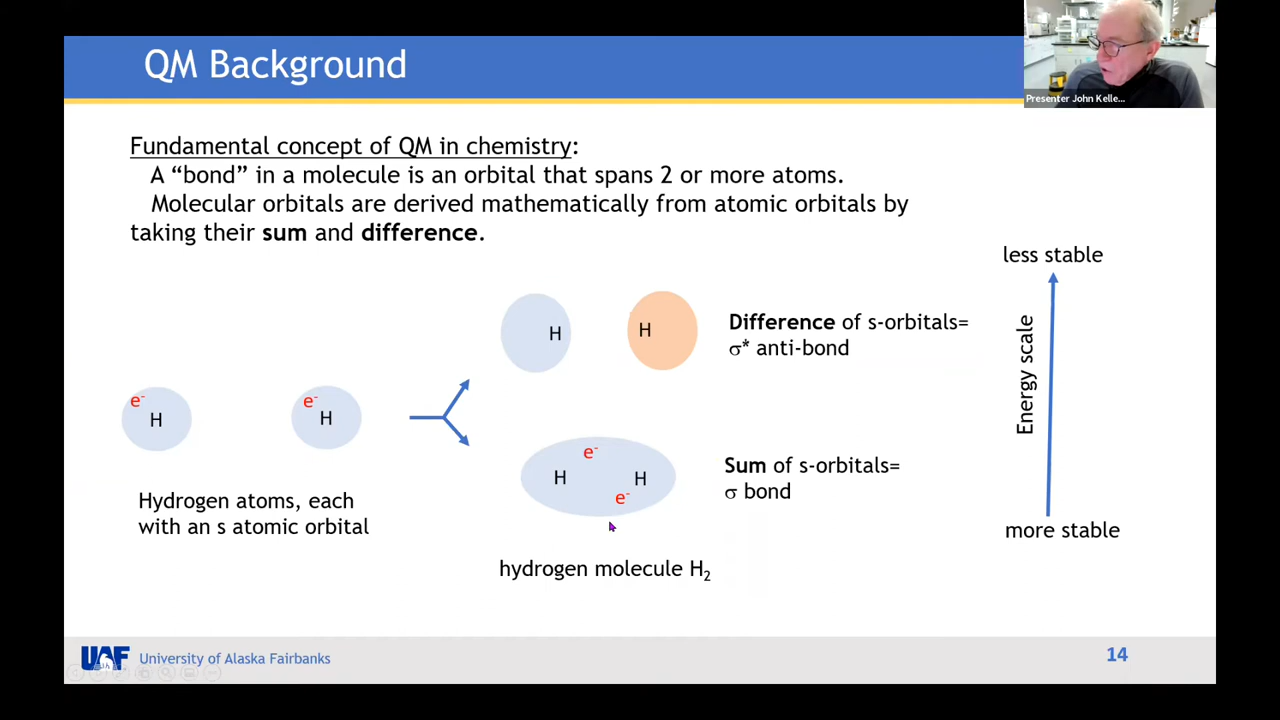 QM Background
Presenter John Kelle...
Fundamental concept of QM in chemistry:
A “bond” in a molecule is an orbital that spans 2 or more atoms.
Molecular orbitals are derived mathematically from atomic orbitals by
taking their sum and difference.
less stable
H
H
Difference of s-orbitals=
σ* anti-bond
Energy scale
e-
H
e-
H
e-
H
H
e-
Sum of s-orbitals=
σ bond
Hydrogen atoms, each
with an s atomic orbital
more stable
hydrogen molecule H₂
UAF
University of Alaska Fairbanks
14